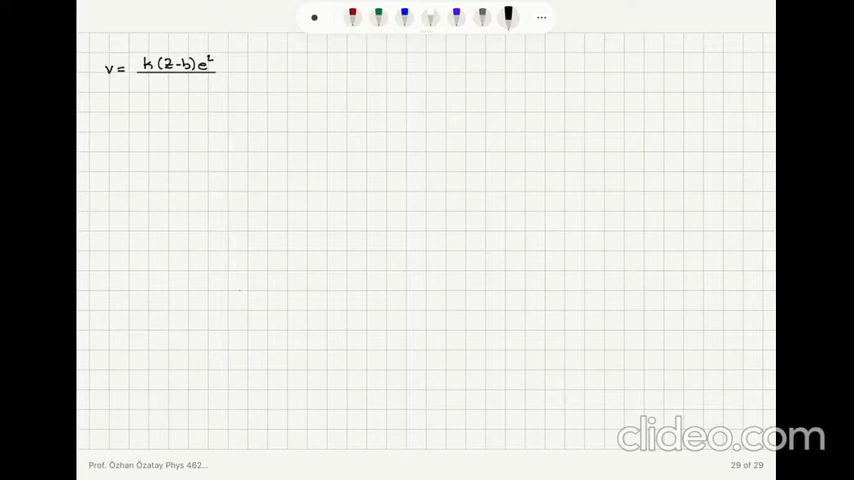 v = k(z-b)e²
clideo.com
Prof. Özhan Özatay Phys 462...
29 of 29